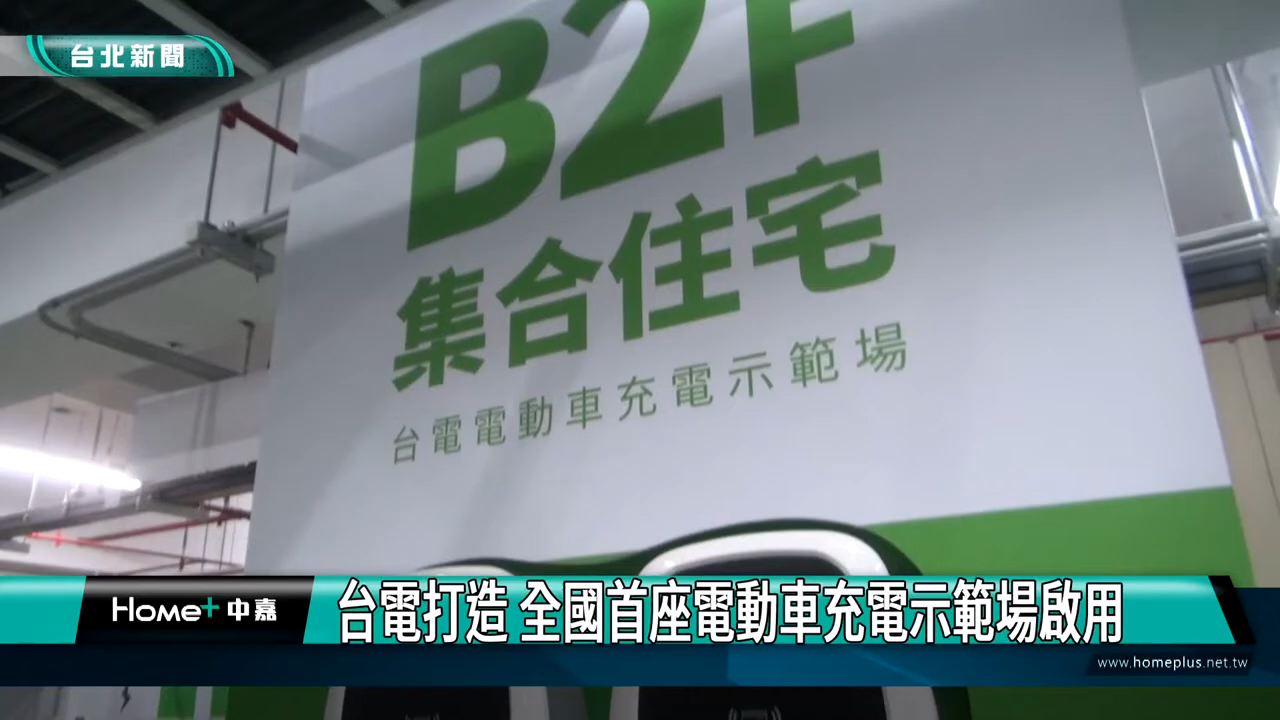 台北新聞
B2F
集合住宅
台電電動車充電示範場
Home+中嘉
台電打造 全國首座電動車充電示範場啟用
www.homeplus.net.tw